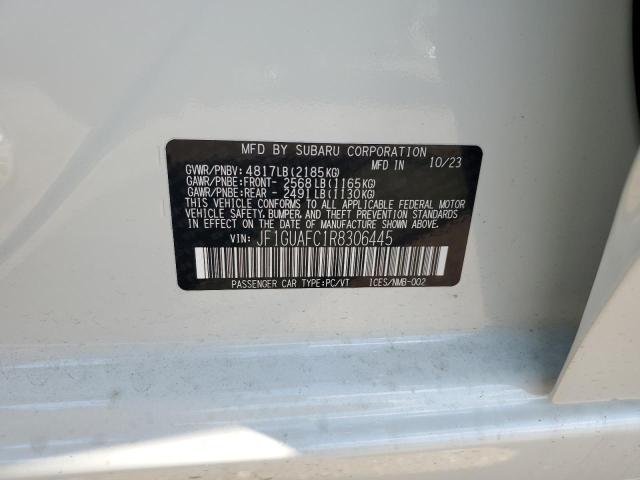 MFD BY SUBARU CORPORATION
MFD IN 10/23
GVWR/PNBV: 4817LB(2185KG)
GAWR/PNBE:FRONT- 2568LB(1165KG)
GAWR/PNBE:REAR - 2491LB(1130KG)
THIS VEHICLE CONFORMS TO ALL APPLICABLE FEDERAL MOTOR
VEHICLE SAFETY, BUMPER, AND THEFT PREVENTION STANDARDS
IN EFFECT ON THE DATE OF MANUFACTURE SHOWN ABOVE.
VIN: JF1GUAFC1R8306445
PASSENGER CAR TYPE:PC/VT ICES/NMB-002